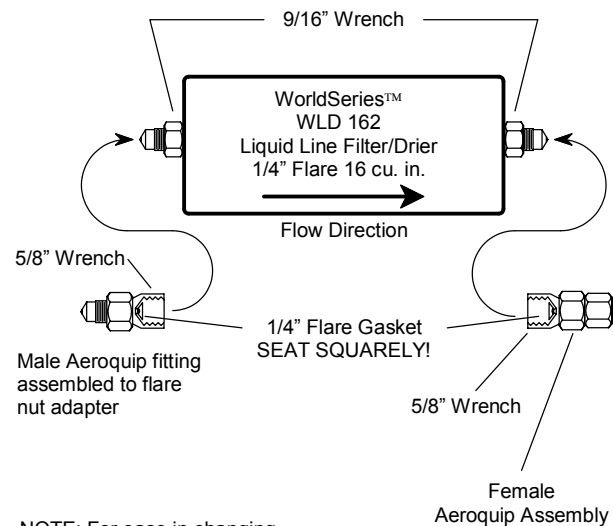 9/16” Wrench
WorldSeries™
WLD 162
Liquid Line Filter/Drier
1/4” Flare 16 cu. in.
Flow Direction
5/8” Wrench
1/4” Flare Gasket
SEAT SQUARELY!
Male Aeroquip fitting
assembled to flare
nut adapter
5/8” Wrench
Female
Aeroquip Assembly
NOTE: For ease in changing